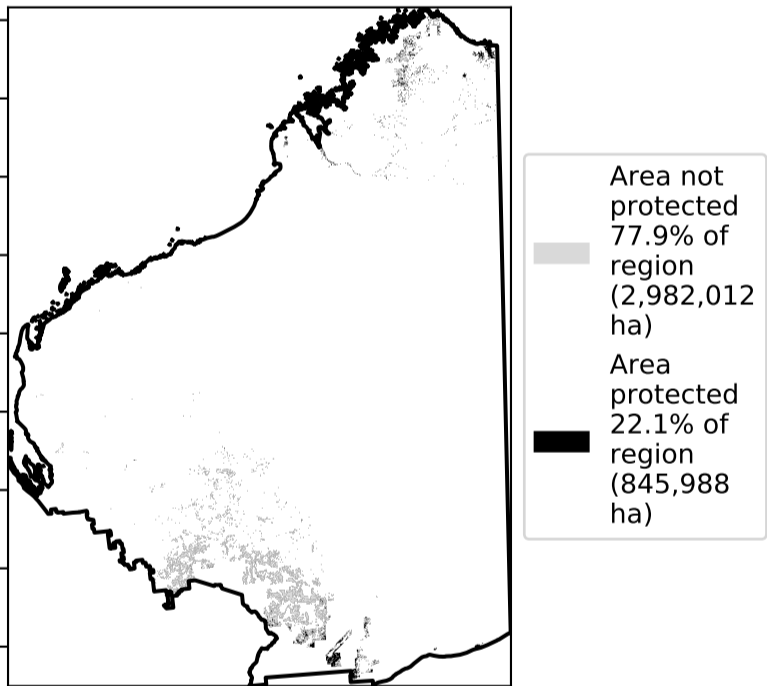 Area not
protected
77.9% of
region
(2,982,012
ha)
Area
protected
22.1% of
region
(845,988
ha)